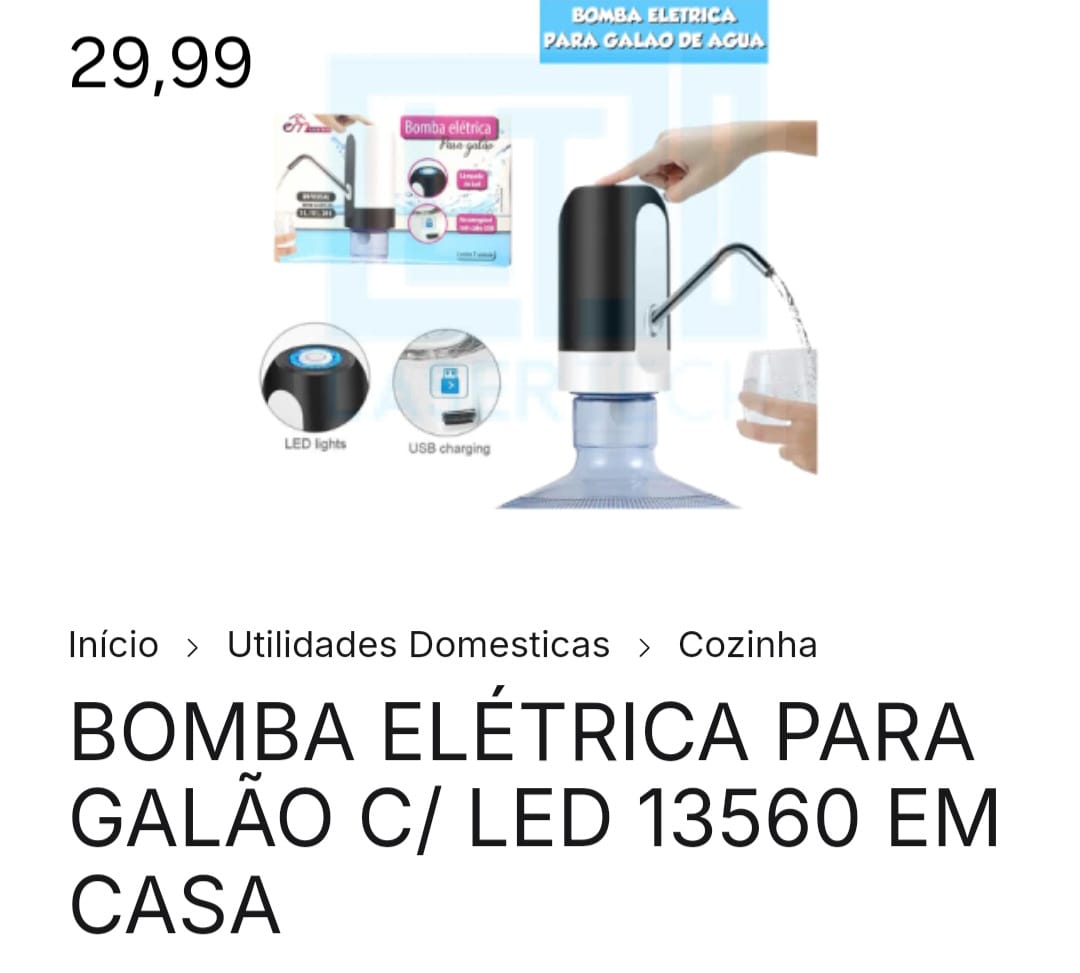 BOMBA ELETRICA
PARA GALAO DE AGUA
29,99
Bomba elétrica
Para galão
LED lights
USB charging
LASERTECH
Início > Utilidades Domesticas > Cozinha
BOMBA ELÉTRICA PARA
GALÃO C/ LED 13560 EM
CASA